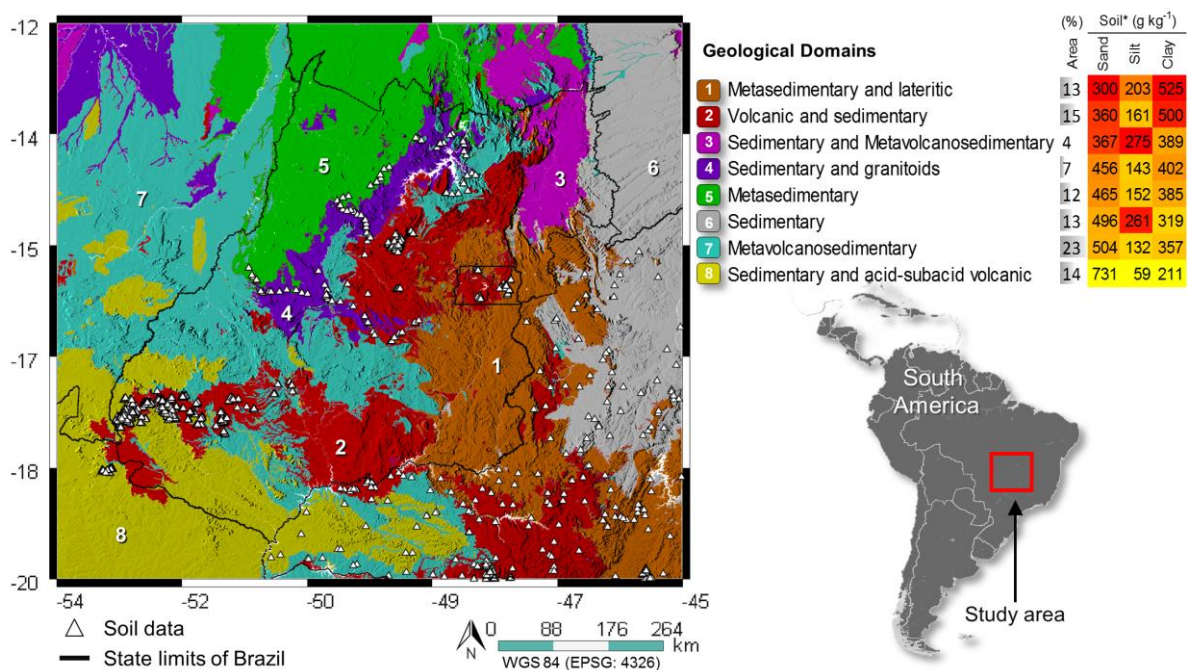 -12
-14
-15
-17
-18
-20
-54
-52
-51
-50
-49
-47
-46
-45
5
6
7
3
4
1
2
8
Soil data
State limits of Brazil
N
0 88 176 264
km
WGS 84 (EPSG: 4326)
Geological Domains
(%) Soil* (g kg-1)
Area Sand Silt Clay
1 Metasedimentary and lateritic 13 300 203 525
2 Volcanic and sedimentary 15 360 161 500
3 Sedimentary and Metavolcanosedimentary 4 367 275 389
4 Sedimentary and granitoids 7 456 143 402
5 Metasedimentary 12 465 152 385
6 Sedimentary 13 496 261 319
7 Metavolcanosedimentary 23 504 132 357
8 Sedimentary and acid-subacid volcanic 14 731 59 211
South
America
Study area